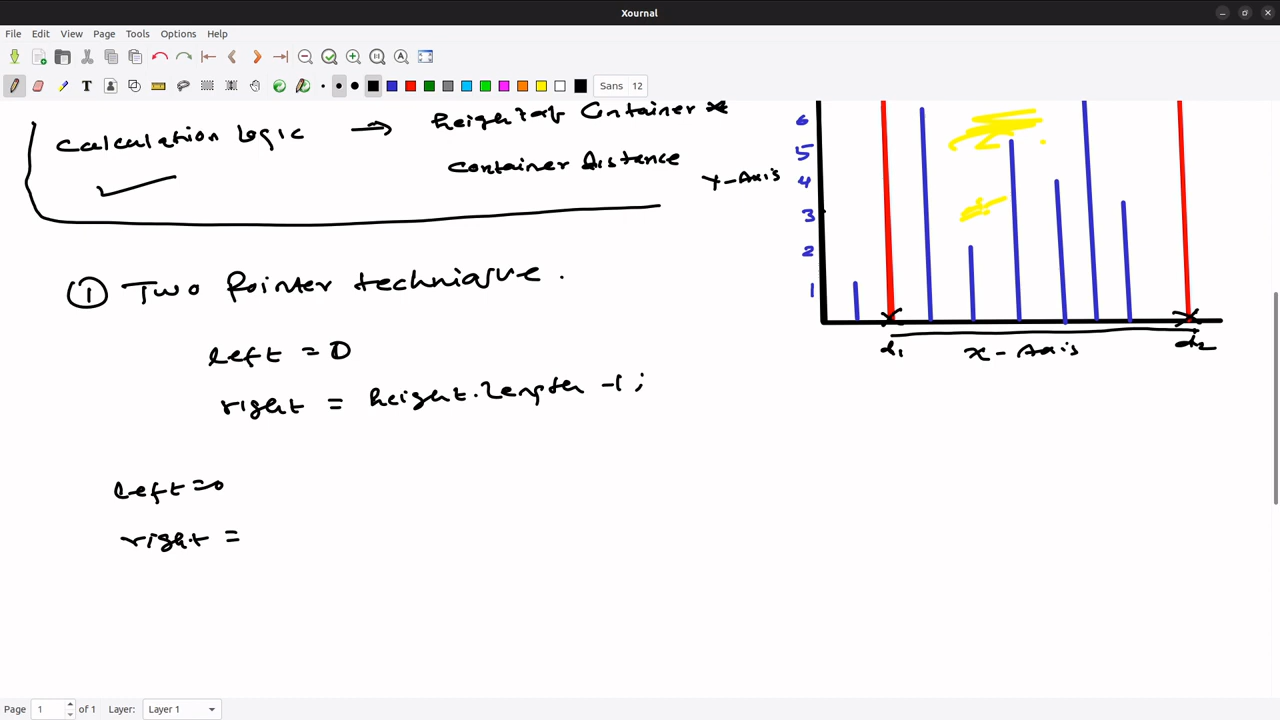 Xournal
File Edit View Page Tools Options Help
Sans 12
Calculation logic → height of Container *
Container distance
① Two Pointer technique.
left = 0
right = height.length -1;
left=0
right =
6
5
Y-Axis 4
3
2
1
d1 x-Axis d2
Page 1 of 1 Layer: Layer 1